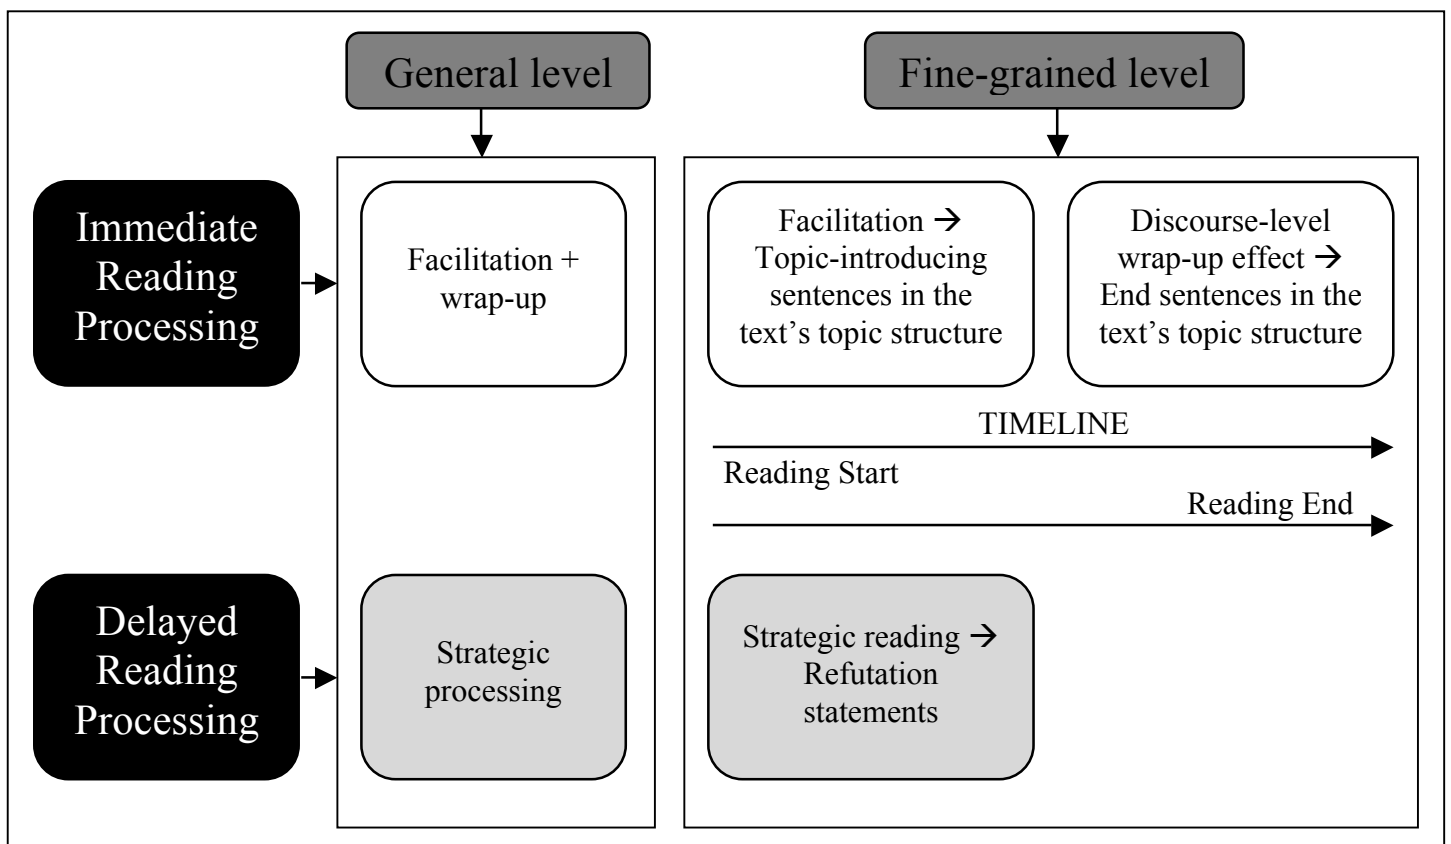 General level
Fine-grained level
Immediate
Reading
Processing
Facilitation +
wrap-up
Facilitation →
Topic-introducing
sentences in the
text’s topic structure
Discourse-level
wrap-up effect →
End sentences in the
text’s topic structure
TIMELINE
Reading Start
Reading End
Delayed
Reading
Processing
Strategic
processing
Strategic reading →
Refutation
statements